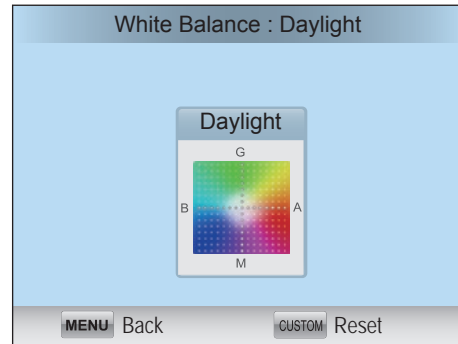 White Balance : Daylight
Daylight
G
B A
M
MENU Back CUSTOM Reset